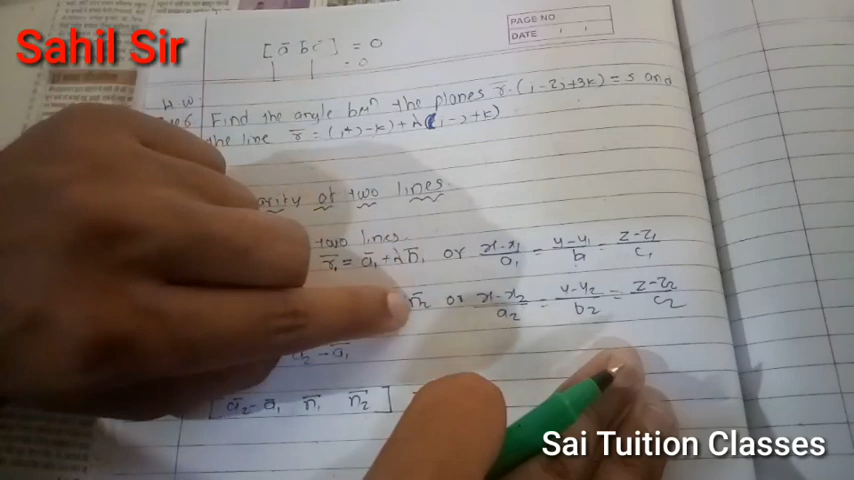 Sahil Sir
PAGE NO
DATE
[ā b̄ c̄] = 0
H.W.
Find the angle betⁿ the planes r̄·(i-2j+3k) = 5 and
the line r̄ = (i+j-k)+λ(i-j+k)
of two lines
two lines.
r̄₁ = ā₁+λb̄₁ or x-x₁/a₁ = y-y₁/b₁ = z-z₁/c₁
or x-x₂/a₂ = y-y₂/b₂ = z-z₂/c₂
- ā₁
[ā₂-ā₁ n̄₁ n̄₂]
Sai Tuition Classes